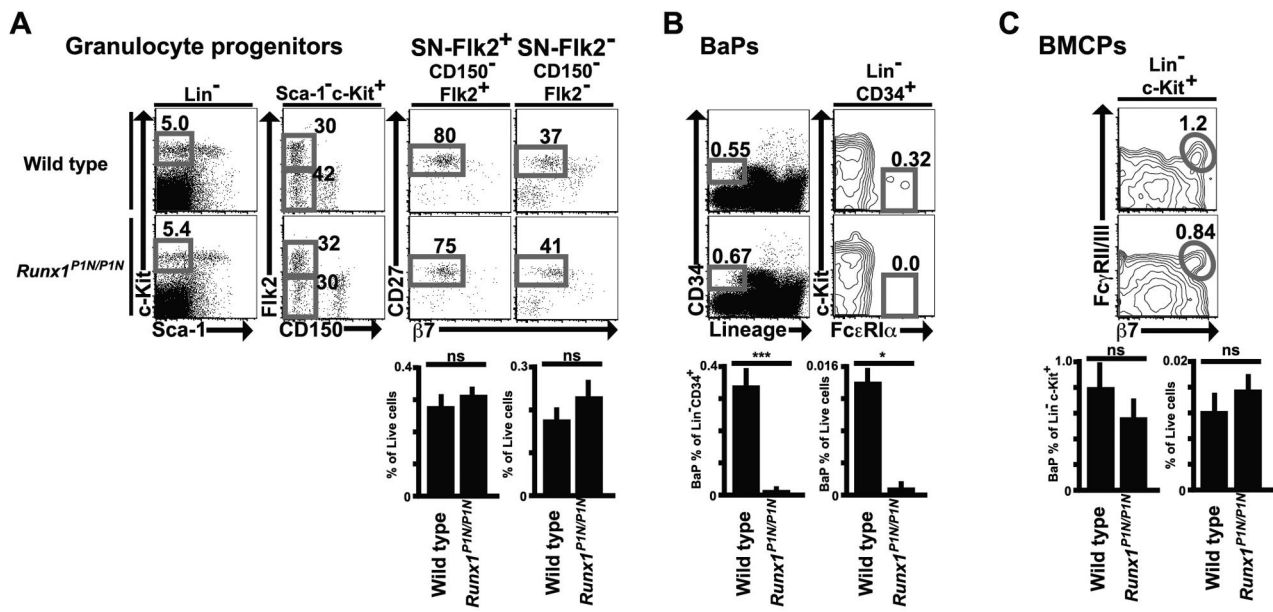 A
Granulocyte progenitors
SN-Flk2+ SN-Flk2-
CD150- CD150-
Flk2+ Flk2-
Lin-
Sca-1-c-Kit+
Wild type
Runx1P1N/P1N
5.0
30
42
80
37
5.4
32
30
75
41
c-Kit
Flk2
CD27
Sca-1
CD150
β7
ns
ns
0.4
0
% of Live cells
0.3
0
% of Live cells
Wild type
Runx1P1N/P1N
Wild type
Runx1P1N/P1N
B
BaPs
Lin-
CD34+
0.55
0.32
0.67
0.0
CD34
c-Kit
Lineage
FcεRIα
***
*
0.4
0
BaP % of Lin-CD34+
0.016
0
BaP % of Live cells
Wild type
Runx1P1N/P1N
Wild type
Runx1P1N/P1N
C
BMCPs
Lin-
c-Kit+
1.2
0.84
FcγRII/III
β7
ns
ns
1.0
0
BaP % of Lin-c-Kit+
0.02
0
% of Live cells
Wild type
Runx1P1N/P1N
Wild type
Runx1P1N/P1N